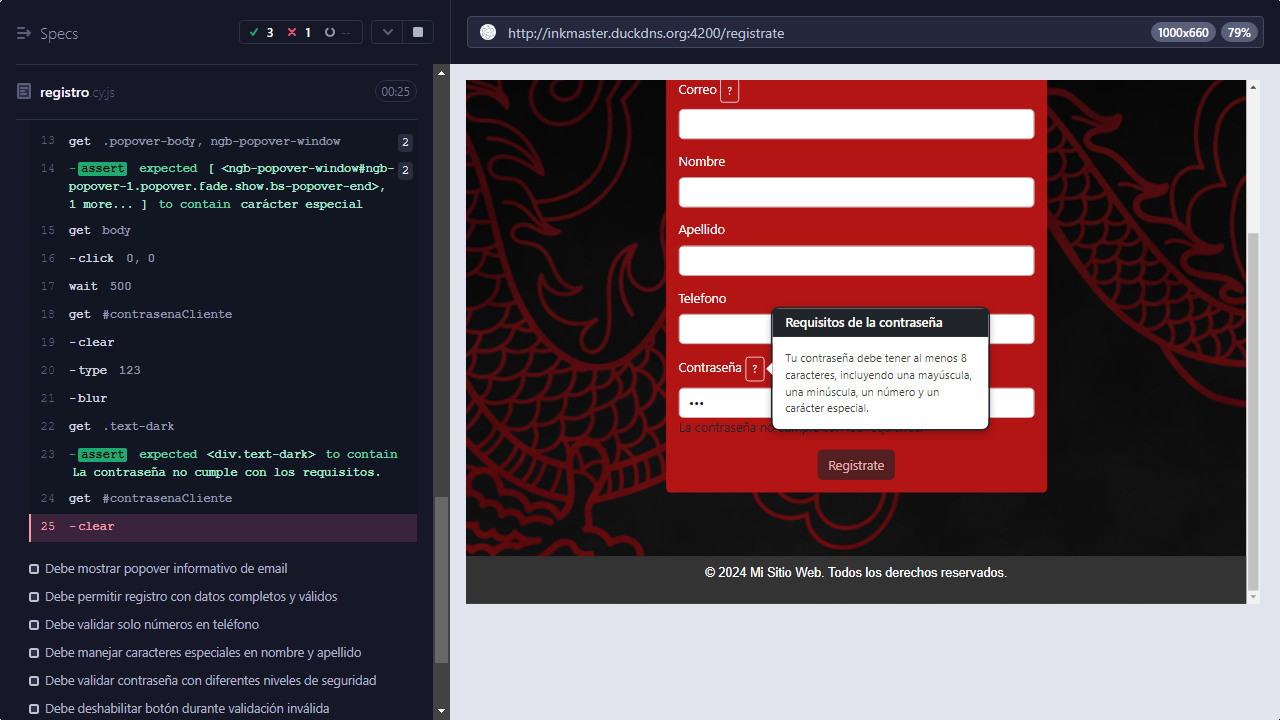 Specs
3
1
--
http://inkmaster.duckdns.org:4200/registrate
1000x660
79%
registro cy.js
00:25
13 get .popover-body, ngb-popover-window 2
14 -assert expected [ <ngb-popover-window#ngb-
popover-1.popover.fade.show.bs-popover-end>,
1 more... ] to contain carácter especial
2
15 get body
16 -click 0, 0
17 wait 500
18 get #contrasenaCliente
19 -clear
20 -type 123
21 -blur
22 get .text-dark
23 -assert expected <div.text-dark> to contain
La contraseña no cumple con los requisitos.
24 get #contrasenaCliente
25 -clear
Debe mostrar popover informativo de email
Debe permitir registro con datos completos y válidos
Debe validar solo números en teléfono
Debe manejar caracteres especiales en nombre y apellido
Debe validar contraseña con diferentes niveles de seguridad
Debe deshabilitar botón durante validación inválida
Correo ?
Nombre
Apellido
Telefono
Requisitos de la contraseña
Tu contraseña debe tener al menos 8
caracteres, incluyendo una mayúscula,
una minúscula, un número y un
carácter especial.
Contraseña ?
•••
La contraseña no
Registrate
© 2024 Mi Sitio Web. Todos los derechos reservados.